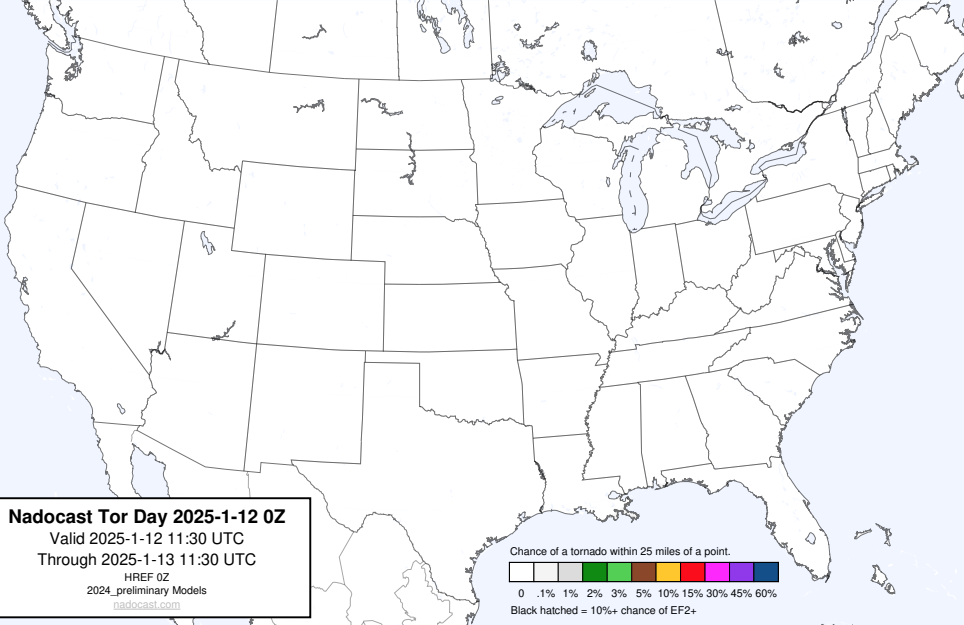 Nadocast Tor Day 2025-1-12 0Z
Valid 2025-1-12 11:30 UTC
Through 2025-1-13 11:30 UTC
HREF 0Z
2024_preliminary Models
nadocast.com
Chance of a tornado within 25 miles of a point.
0 .1% 1% 2% 3% 5% 10% 15% 30% 45% 60%
Black hatched = 10%+ chance of EF2+